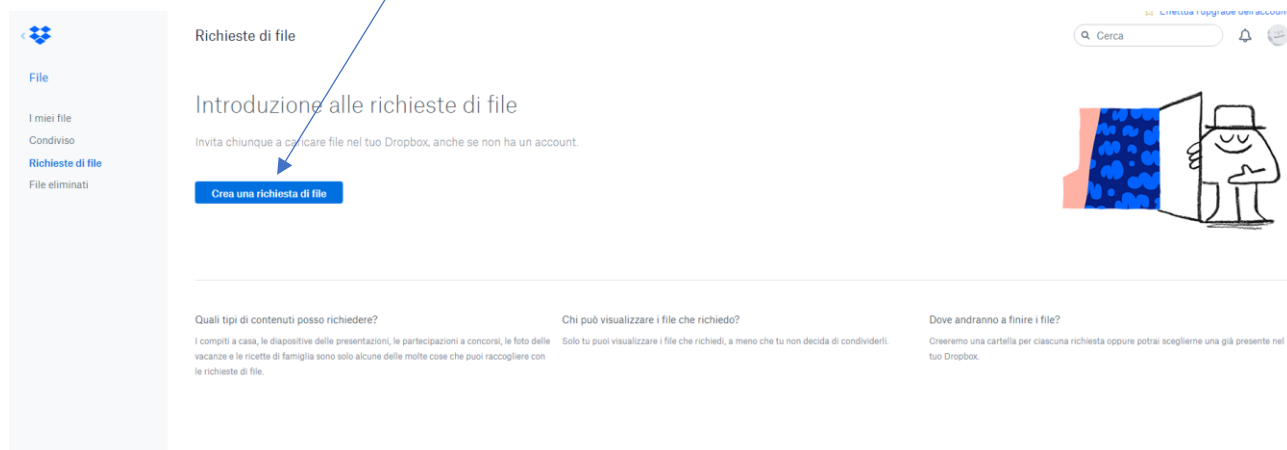 Effettua l'upgrade dell'account
Richieste di file
Cerca
File
Introduzione alle richieste di file
I miei file
Condiviso
Invita chiunque a caricare file nel tuo Dropbox, anche se non ha un account.
Richieste di file
File eliminati
Crea una richiesta di file
Quali tipi di contenuti posso richiedere?
I compiti a casa, le diapositive delle presentazioni, le partecipazioni a concorsi, le foto delle
vacanze e le ricette di famiglia sono solo alcune delle molte cose che puoi raccogliere con
le richieste di file.
Chi può visualizzare i file che richiedo?
Solo tu puoi visualizzare i file che richiedi, a meno che tu non decida di condividerli.
Dove andranno a finire i file?
Creeremo una cartella per ciascuna richiesta oppure potrai sceglierne una già presente nel
tuo Dropbox.